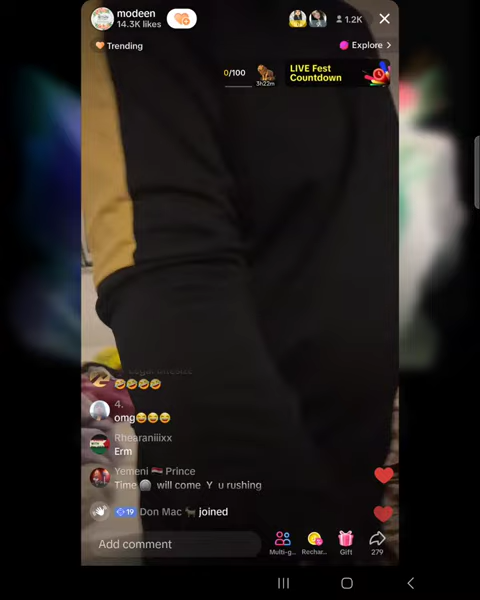 modeen
14.3K likes
1.2K
Trending
Explore >
0/100
3h22m
LIVE Fest
Countdown
🤣🤣🤣🤣
4.
omg😂😂😂
Rhearaniiixx
Erm
Yemeni 🇾🇪 Prince
Time will come Y u rushing
19 Don Mac 🐐 joined
Add comment
Multi-g...
Rechar...
Gift
279